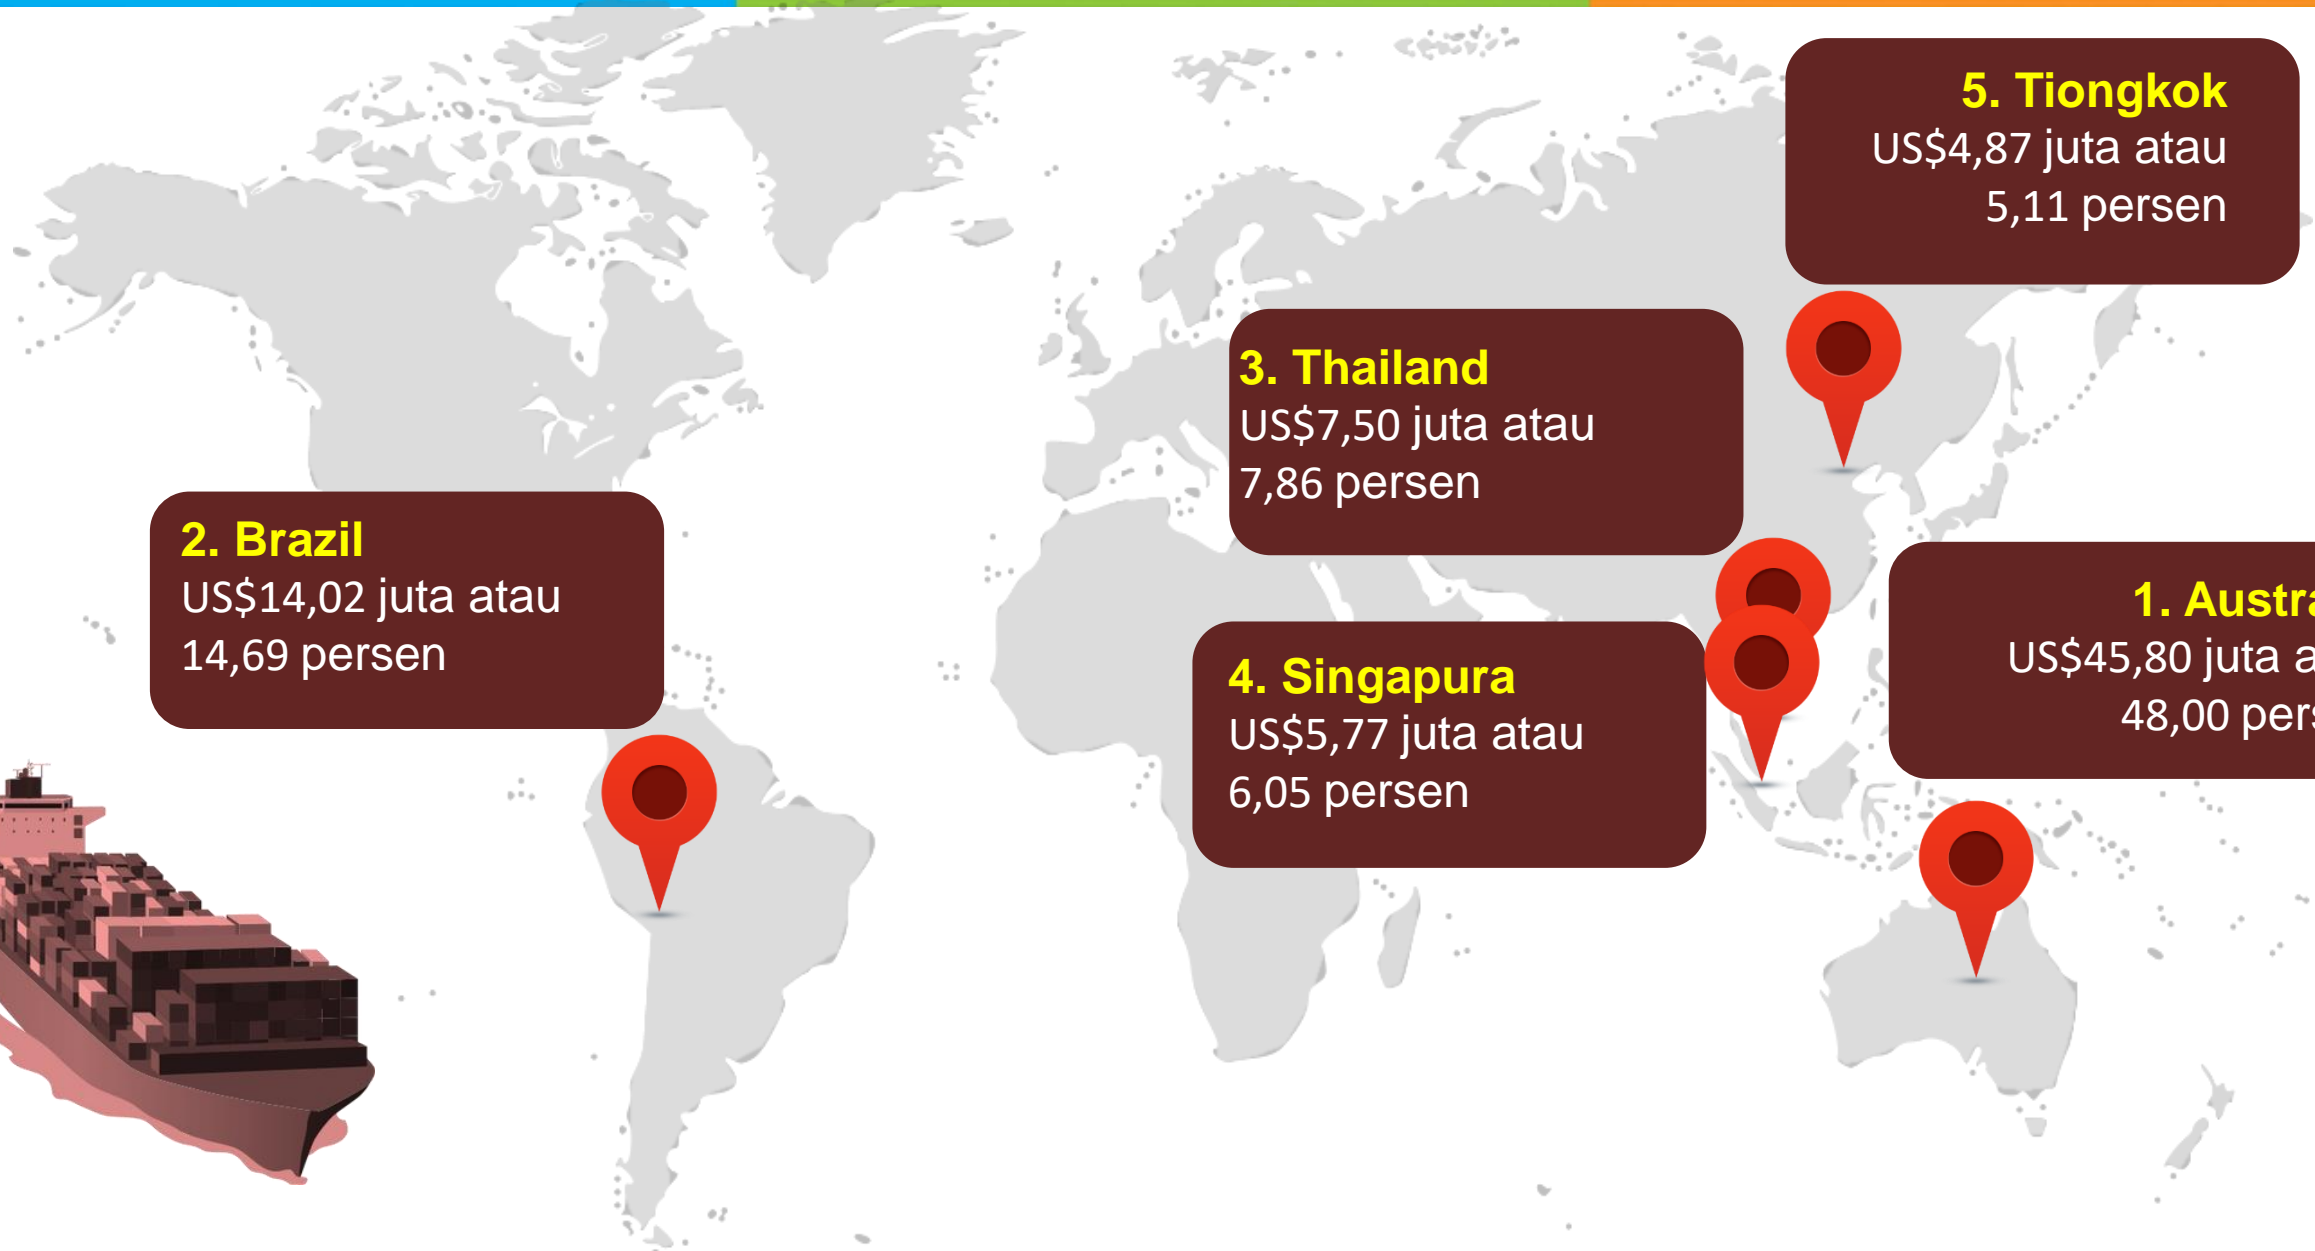 5. Tiongkok
US$4,87 juta atau
5,11 persen
3. Thailand
US$7,50 juta atau
7,86 persen
2. Brazil
US$14,02 juta atau
14,69 persen
1.
US$45,80 juta
48,00
4. Singapura
US$5,77 juta atau
6,05 persen